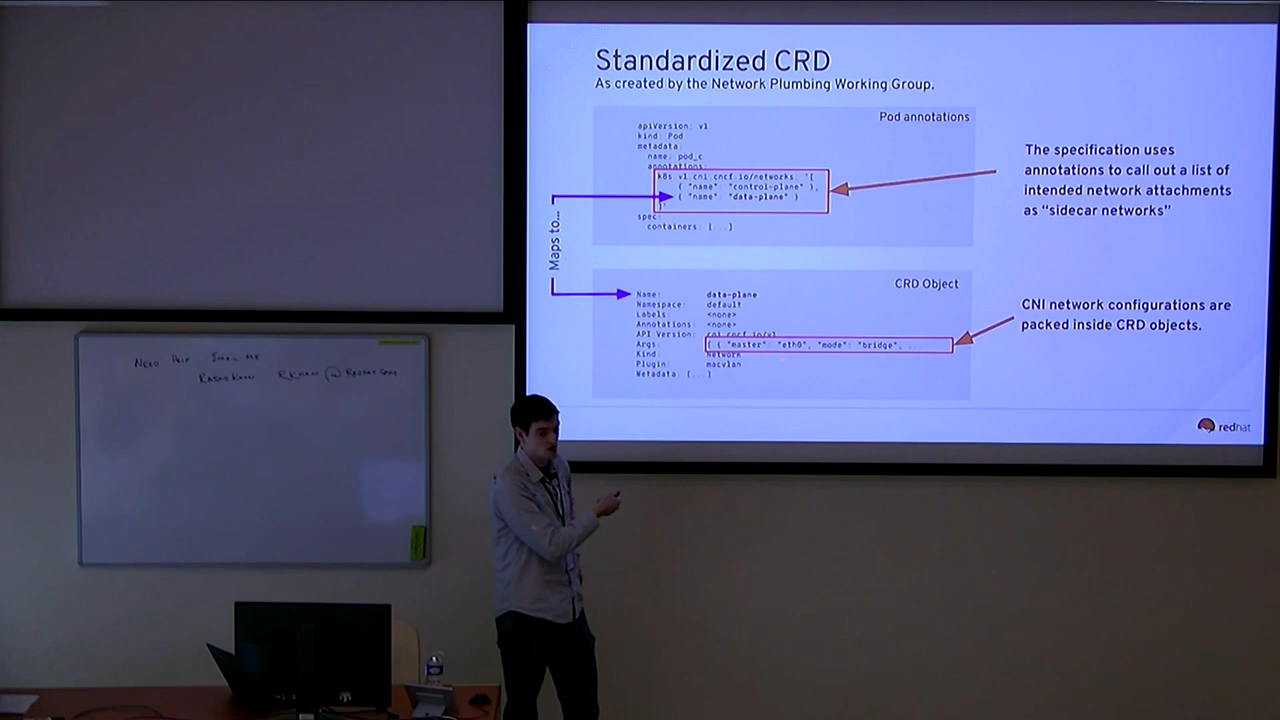 Standardized CRD
As created by the Network Plumbing Working Group.
Pod annotations
apiVersion: v1
kind: Pod
metadata:
name: pod_c
annotations:
k8s.v1.cni.cncf.io/networks: '[
{ "name": "control-plane" },
{ "name": "data-plane" }
]'
spec:
containers: [...]
The specification uses
annotations to call out a list of
intended network attachments
as “sidecar networks”
Maps to...
CRD Object
Name: data-plane
Namespace: default
Labels: <none>
Annotations: <none>
API Version: cni.cncf.io/v1
Args: [ { "master": "eth0", "mode": "bridge", ...
Kind: Network
Plugin: macvlan
Metadata: [...]
CNI network configurations are
packed inside CRD objects.
redhat
Need Help Email me